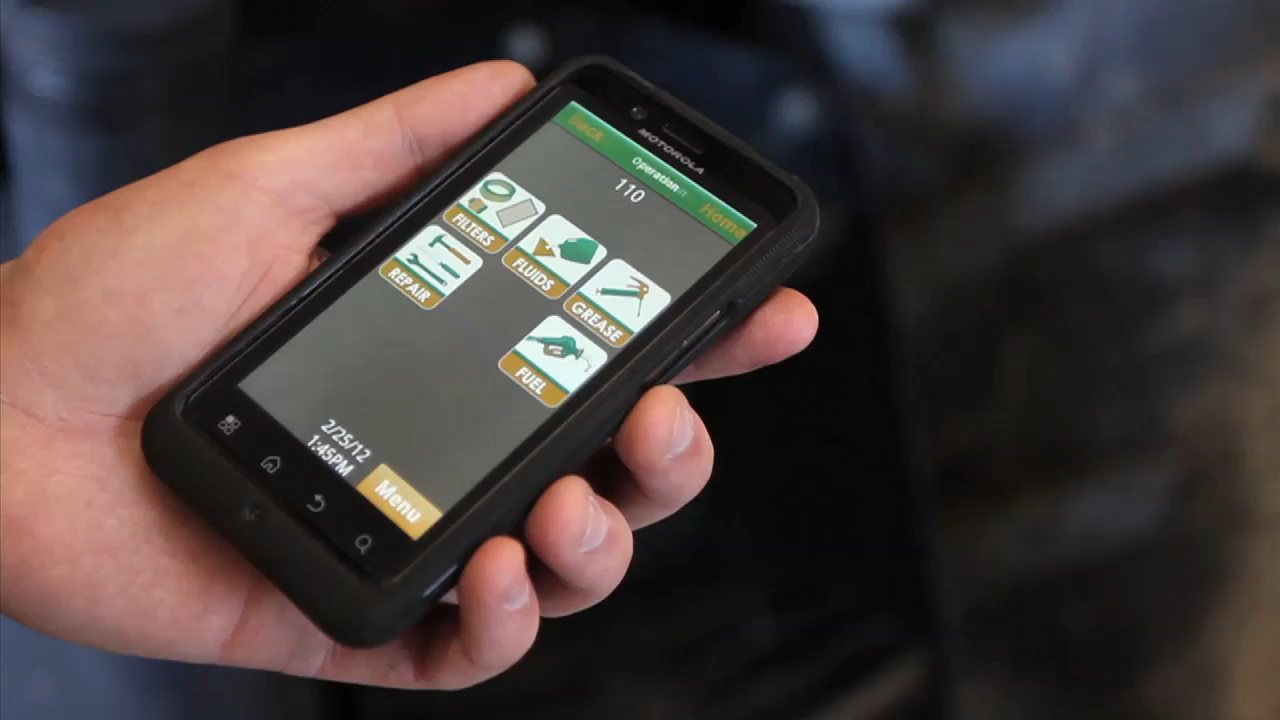 MOTOROLA
Back
Operation
Home
110
FILTERS
FLUIDS
GREASE
REPAIR
FUEL
2/25/12
1:45PM
Menu